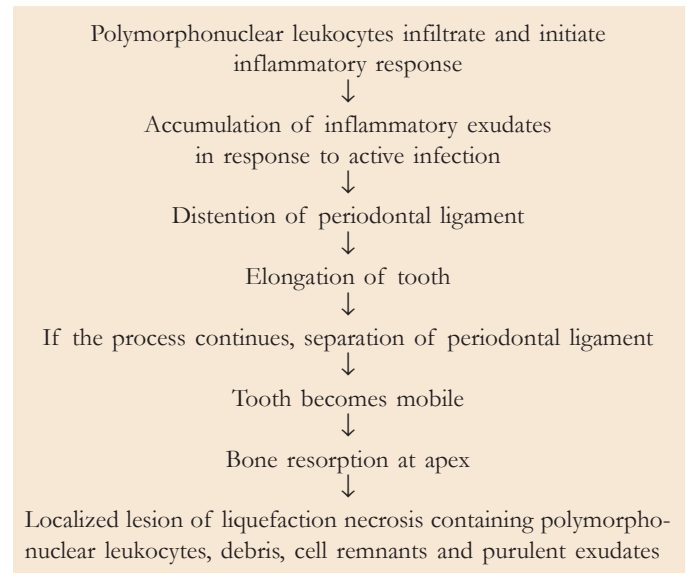 Polymorphonuclear leukocytes infiltrate and initiate
inflammatory response
↓
Accumulation of inflammatory exudates
in response to active infection
↓
Distention of periodontal ligament
↓
Elongation of tooth
↓
If the process continues, separation of periodontal ligament
↓
Tooth becomes mobile
↓
Bone resorption at apex
↓
Localized lesion of liquefaction necrosis containing polymorpho-
nuclear leukocytes, debris, cell remnants and purulent exudates